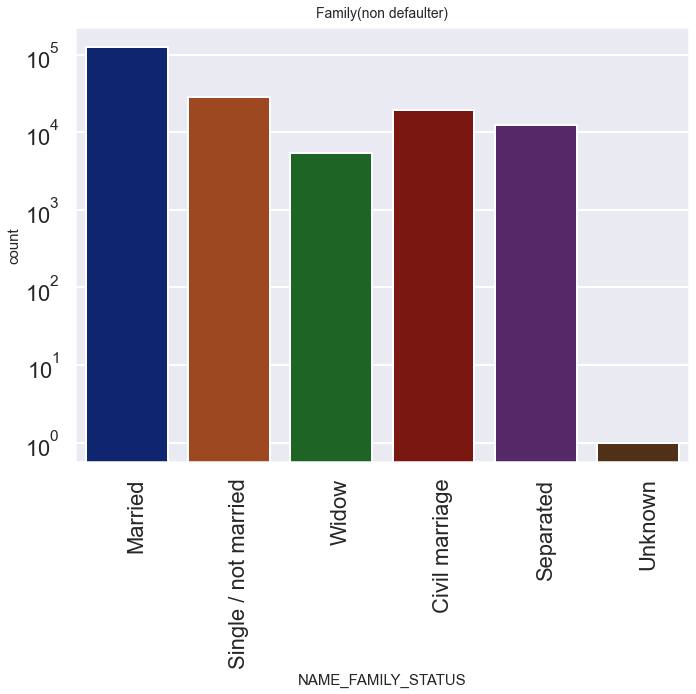 Family(non defaulter)
10^5
10^4
10^3
10^2
10^1
10^0
count
Married
Single / not married
Widow
Civil marriage
Separated
Unknown
NAME_FAMILY_STATUS